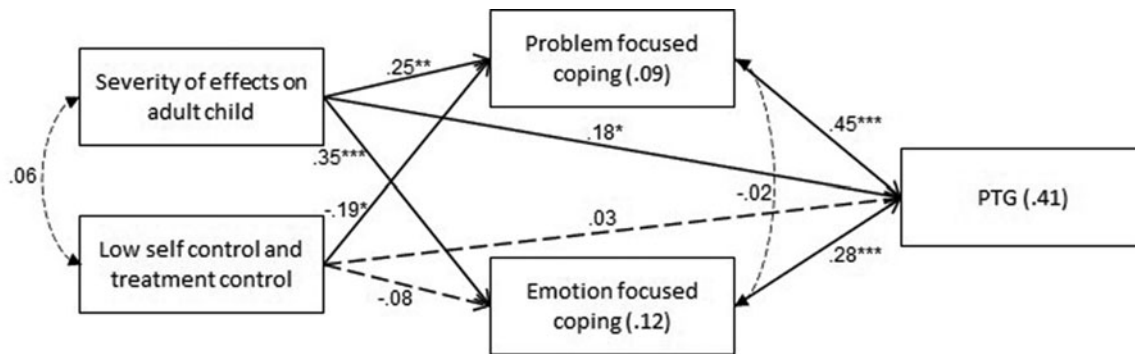 Severity of effects on
adult child
Low self control and
treatment control
.06
.25**
.35***
-.19*
-.08
.18*
.03
Problem focused
coping (.09)
Emotion focused
coping (.12)
-.02
.45***
.28***
PTG (.41)